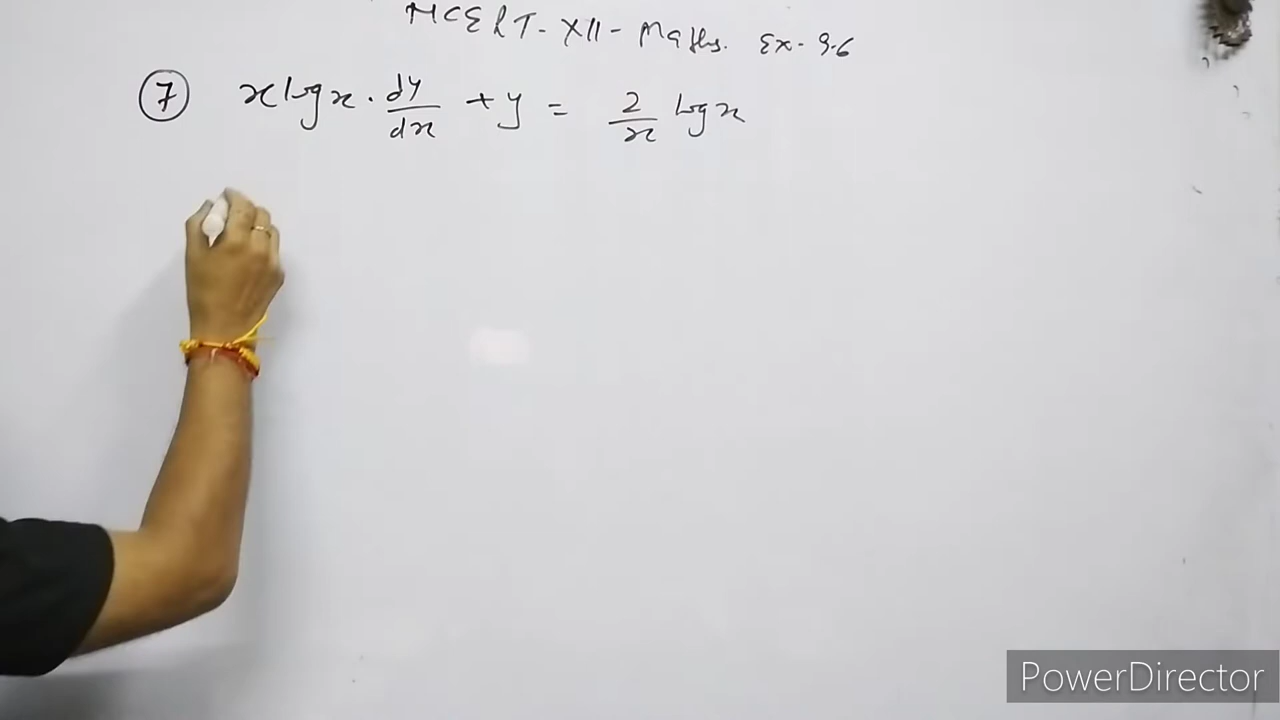 NCERT - XII - Maths. Ex - 9.6
7 x log x . dy/dx + y = 2/x log x
PowerDirector